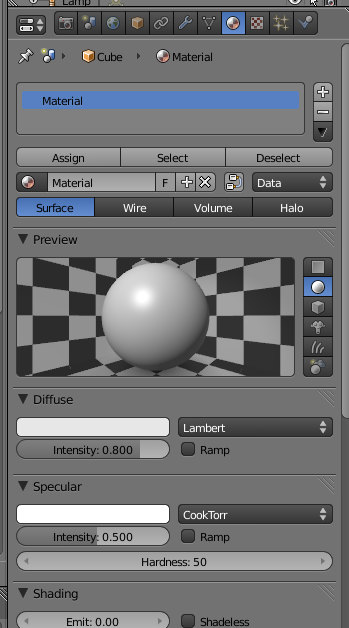 Lamp
Cube Material
Material
Assign Select Deselect
Material F Data
Surface Wire Volume Halo
Preview
Diffuse
Lambert
Intensity: 0.800 Ramp
Specular
CookTorr
Intensity: 0.500 Ramp
Hardness: 50
Shading
Emit: 0.00 Shadeless